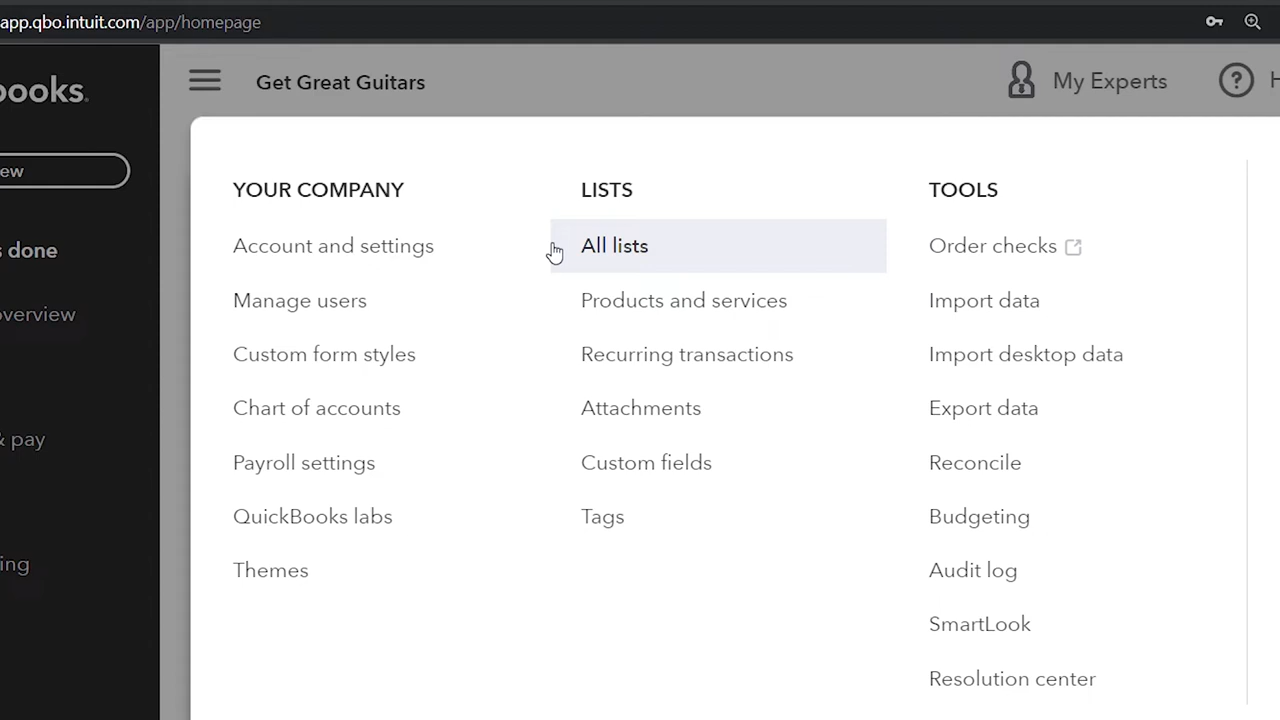 app.qbo.intuit.com/app/homepage
books.
Get Great Guitars
My Experts
ew
s done
overview
& pay
ing
YOUR COMPANY
Account and settings
Manage users
Custom form styles
Chart of accounts
Payroll settings
QuickBooks labs
Themes
LISTS
All lists
Products and services
Recurring transactions
Attachments
Custom fields
Tags
TOOLS
Order checks
Import data
Import desktop data
Export data
Reconcile
Budgeting
Audit log
SmartLook
Resolution center